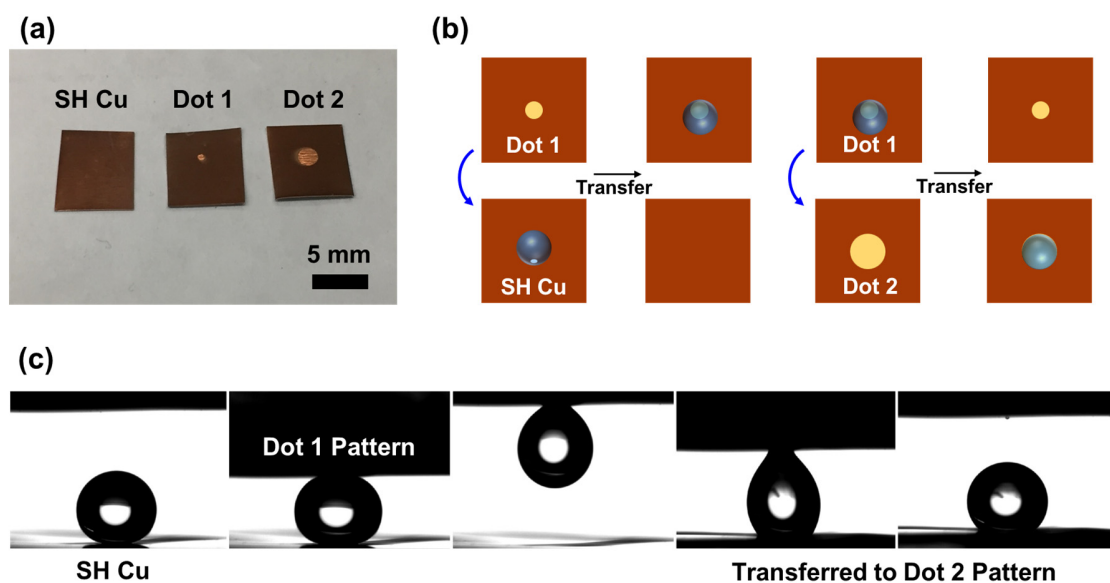 (a)
SH Cu
Dot 1
Dot 2
5 mm
(b)
Dot 1
Transfer
SH Cu
Dot 1
Transfer
Dot 2
(c)
Dot 1 Pattern
SH Cu
Transferred to Dot 2 Pattern